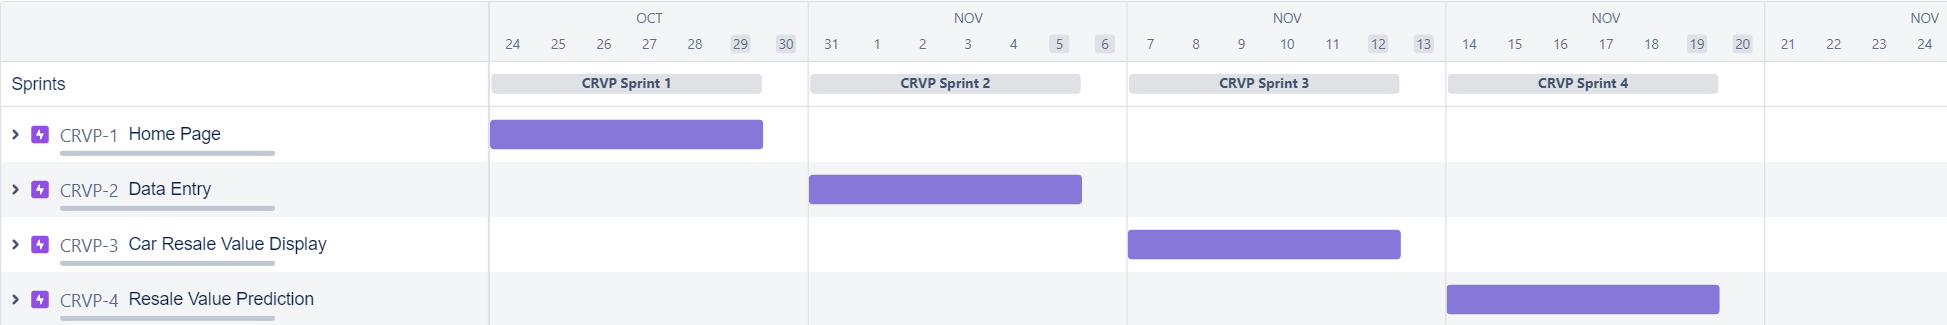 OCT NOV NOV NOV NOV
24 25 26 27 28 29 30 31 1 2 3 4 5 6 7 8 9 10 11 12 13 14 15 16 17 18 19 20 21 22 23 24
Sprints CRVP Sprint 1 CRVP Sprint 2 CRVP Sprint 3 CRVP Sprint 4
CRVP-1 Home Page
CRVP-2 Data Entry
CRVP-3 Car Resale Value Display
CRVP-4 Resale Value Prediction